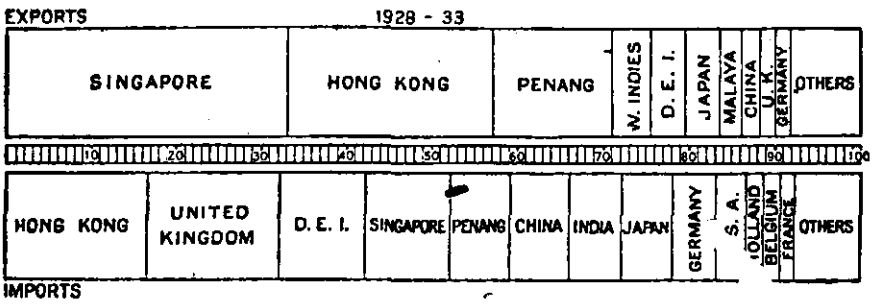 EXPORTS 1928 - 33
SINGAPORE HONG KONG PENANG W. INDIES D. E. I. JAPAN MALAYA CHINA U. K. GERMANY OTHERS
10 20 30 40 50 60 70 80 90 100
HONG KONG UNITED KINGDOM D. E. I. SINGAPORE PENANG CHINA INDIA JAPAN GERMANY S. A. HOLLAND BELGIUM FRANCE OTHERS
IMPORTS